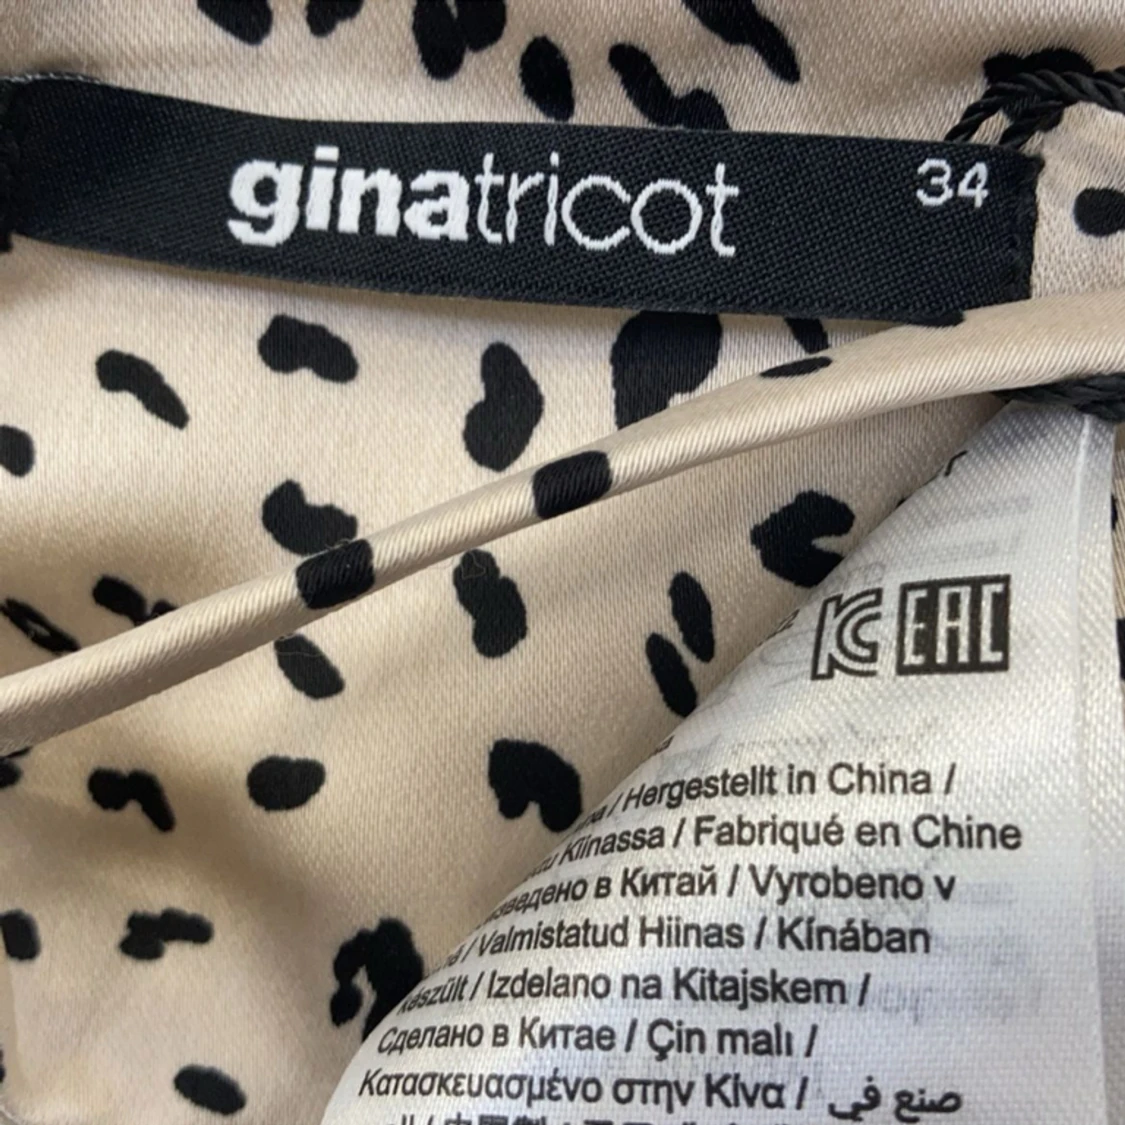 ginatricot 34
KC EAC
/ Hergestellt in China /
Kiinassa / Fabriqué en Chine
в Китай / Vyrobeno v
/ Valmistatud Hiinas / Kínában
készült / Izdelano na Kitajskem /
Сделано в Китае / Çin malı /
Κατασκευασμένο στην Κίνα / صنع في